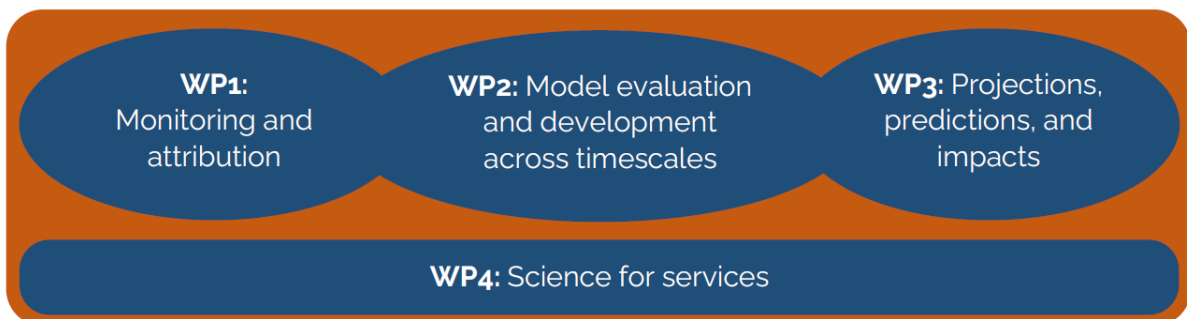 WP1:
Monitoring and
attribution
WP2: Model evaluation
and development
across timescales
WP3: Projections,
predictions, and
impacts
WP4: Science for services